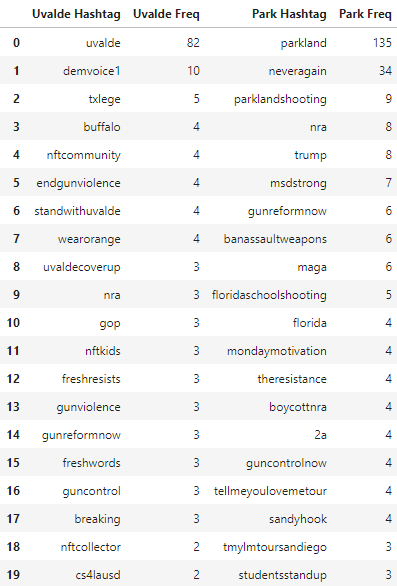 Uvalde Hashtag Uvalde Freq Park Hashtag Park Freq
0 uvalde 82 parkland 135
1 demvoice1 10 neveragain 34
2 txlege 5 parklandshooting 9
3 buffalo 4 nra 8
4 nftcommunity 4 trump 8
5 endgunviolence 4 msdstrong 7
6 standwithuvalde 4 gunreformnow 6
7 wearorange 4 banassaultweapons 6
8 uvaldecoverup 3 maga 6
9 nra 3 floridaschoolshooting 5
10 gop 3 florida 4
11 nftkids 3 mondaymotivation 4
12 freshresists 3 theresistance 4
13 gunviolence 3 boycottnra 4
14 gunreformnow 3 2a 4
15 freshwords 3 guncontrolnow 4
16 guncontrol 3 tellmeyoulovemetour 4
17 breaking 3 sandyhook 4
18 nftcollector 2 tmylmtoursandiego 3
19 cs4lausd 2 studentsstandup 3